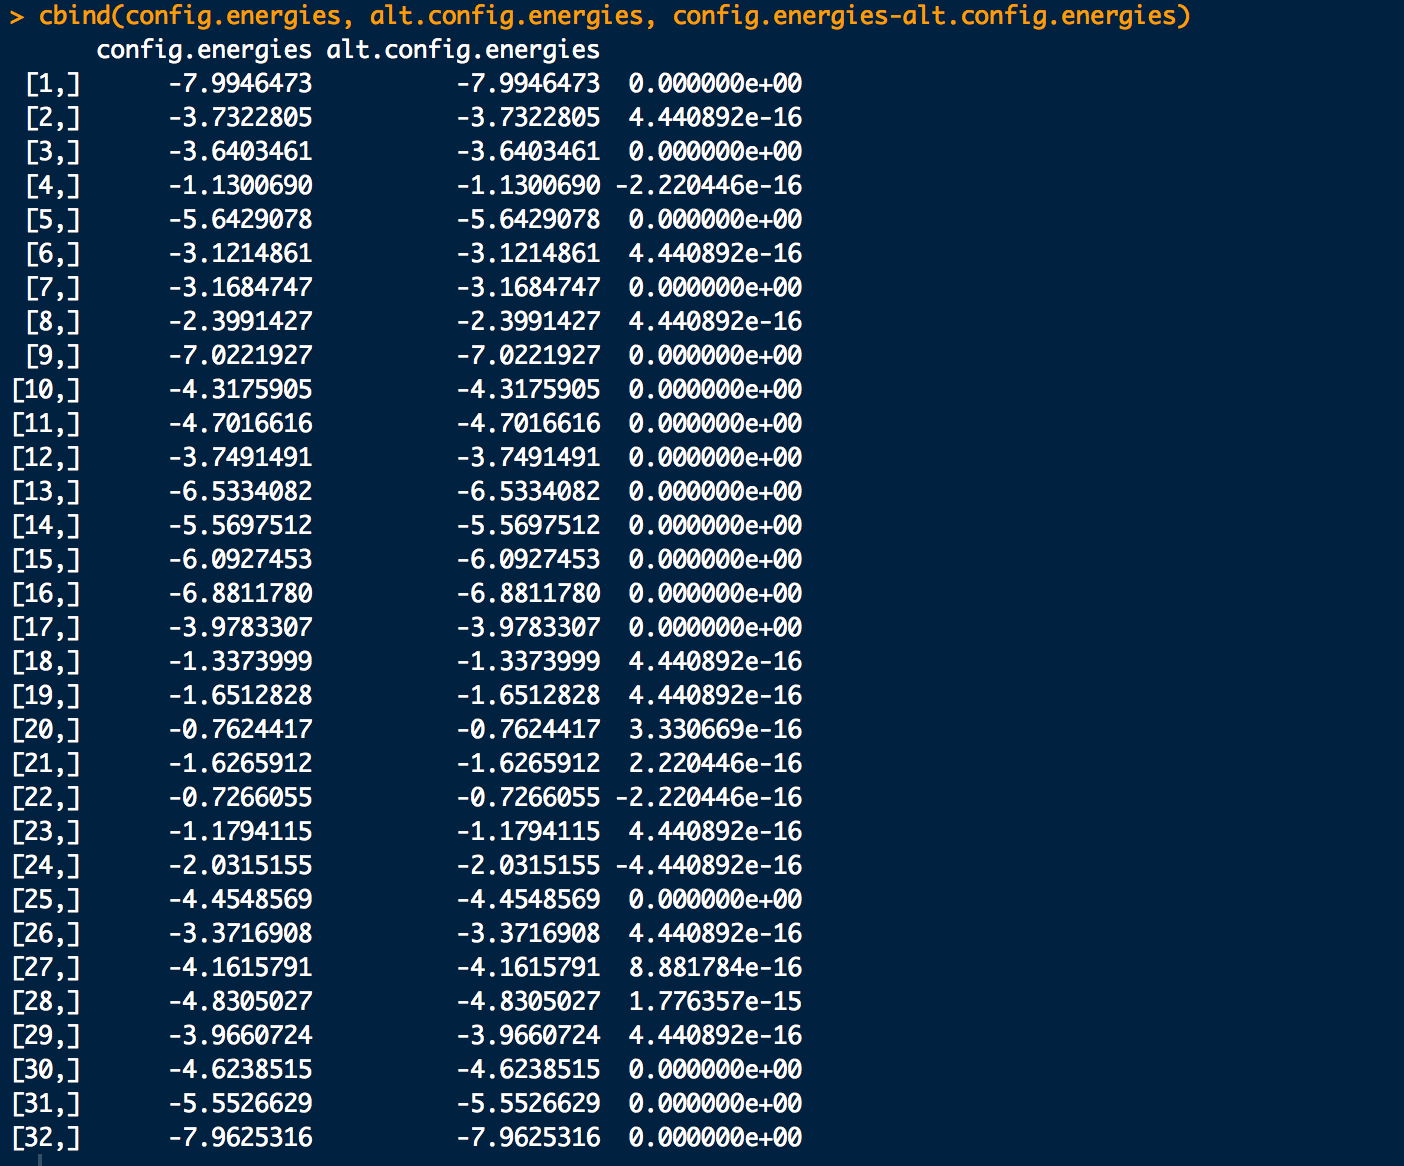 > cbind(config.energies, alt.config.energies, config.energies-alt.config.energies)
      config.energies alt.config.energies
 [1,]      -7.9946473          -7.9946473  0.000000e+00
 [2,]      -3.7322805          -3.7322805  4.440892e-16
 [3,]      -3.6403461          -3.6403461  0.000000e+00
 [4,]      -1.1300690          -1.1300690 -2.220446e-16
 [5,]      -5.6429078          -5.6429078  0.000000e+00
 [6,]      -3.1214861          -3.1214861  4.440892e-16
 [7,]      -3.1684747          -3.1684747  0.000000e+00
 [8,]      -2.3991427          -2.3991427  4.440892e-16
 [9,]      -7.0221927          -7.0221927  0.000000e+00
[10,]      -4.3175905          -4.3175905  0.000000e+00
[11,]      -4.7016616          -4.7016616  0.000000e+00
[12,]      -3.7491491          -3.7491491  0.000000e+00
[13,]      -6.5334082          -6.5334082  0.000000e+00
[14,]      -5.5697512          -5.5697512  0.000000e+00
[15,]      -6.0927453          -6.0927453  0.000000e+00
[16,]      -6.8811780          -6.8811780  0.000000e+00
[17,]      -3.9783307          -3.9783307  0.000000e+00
[18,]      -1.3373999          -1.3373999  4.440892e-16
[19,]      -1.6512828          -1.6512828  4.440892e-16
[20,]      -0.7624417          -0.7624417  3.330669e-16
[21,]      -1.6265912          -1.6265912  2.220446e-16
[22,]      -0.7266055          -0.7266055 -2.220446e-16
[23,]      -1.1794115          -1.1794115  4.440892e-16
[24,]      -2.0315155          -2.0315155 -4.440892e-16
[25,]      -4.4548569          -4.4548569  0.000000e+00
[26,]      -3.3716908          -3.3716908  4.440892e-16
[27,]      -4.1615791          -4.1615791  8.881784e-16
[28,]      -4.8305027          -4.8305027  1.776357e-15
[29,]      -3.9660724          -3.9660724  4.440892e-16
[30,]      -4.6238515          -4.6238515  0.000000e+00
[31,]      -5.5526629          -5.5526629  0.000000e+00
[32,]      -7.9625316          -7.9625316  0.000000e+00